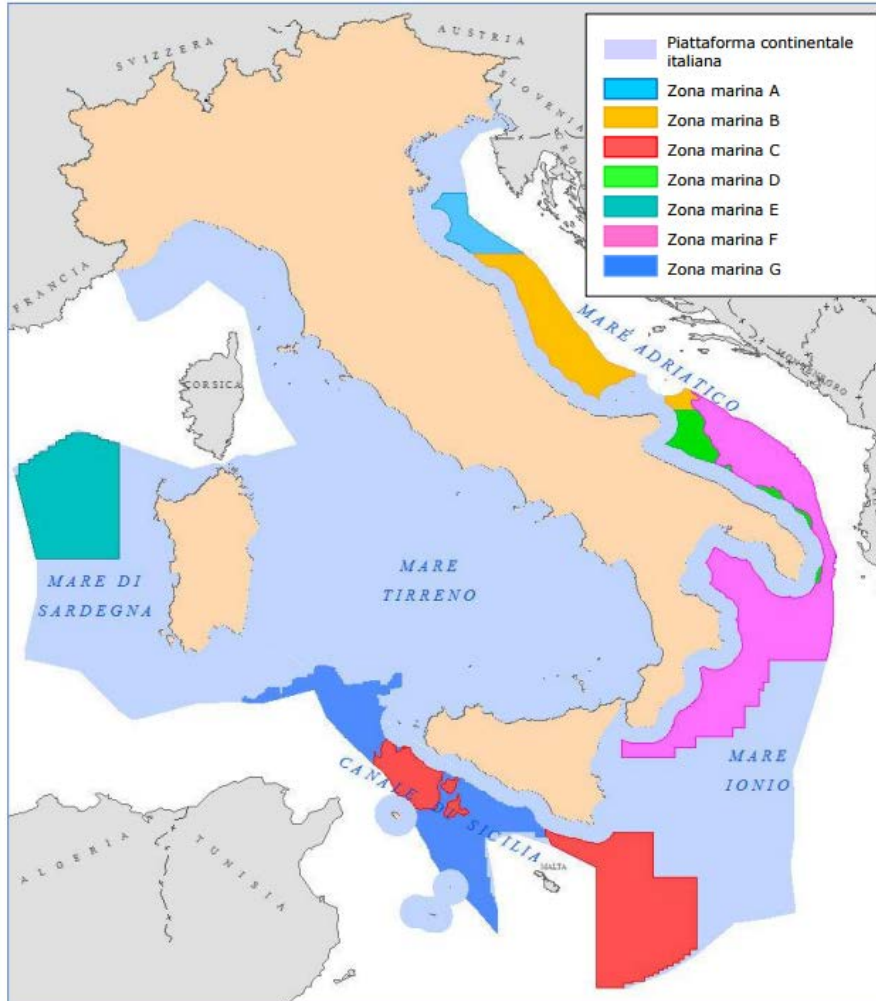 SVIZZERA
AUSTRIA
SLOVENIA
FRANCIA
CORSICA
MARE ADRIATICO
MONTENEGRO
MARE DI
SARDEGNA
MARE
TIRRENO
MARE
IONIO
CANALE DI SICILIA
MALTA
ALGERIA
TUNISIA
Piattaforma continentale
italiana
Zona marina A
Zona marina B
Zona marina C
Zona marina D
Zona marina E
Zona marina F
Zona marina G